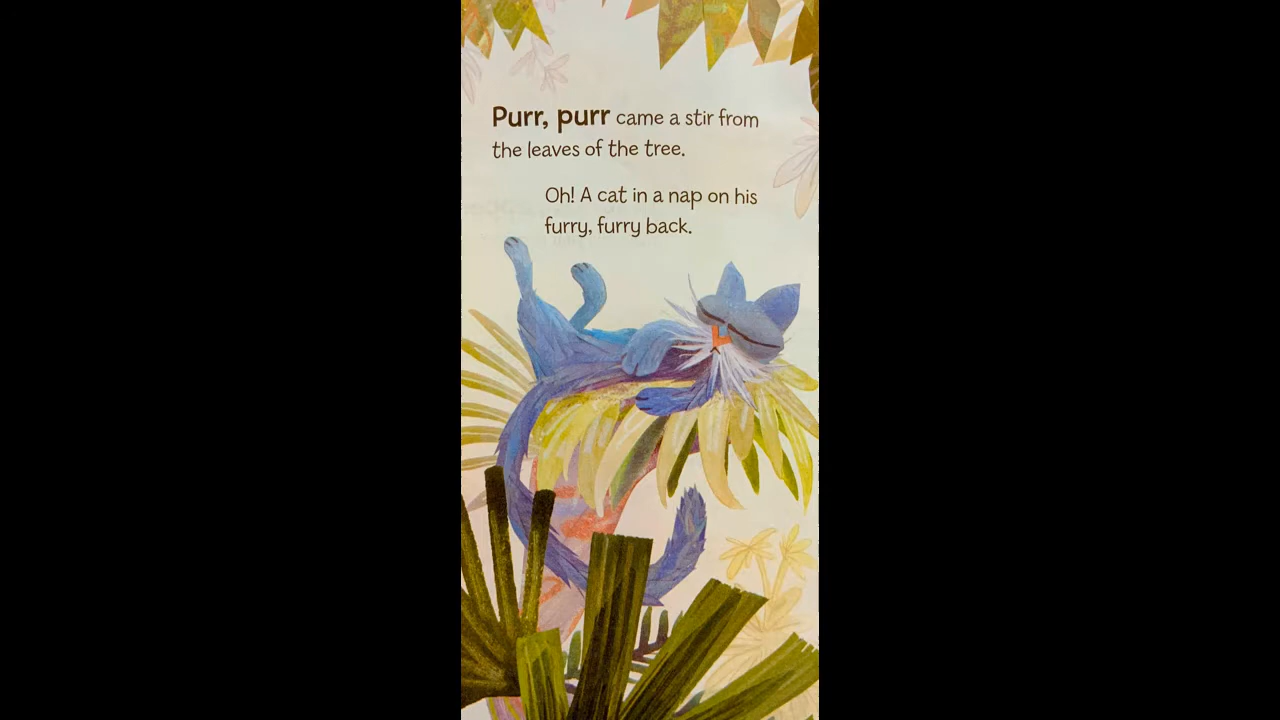 Purr, purr came a stir from
the leaves of the tree.
Oh! A cat in a nap on his
furry, furry back.